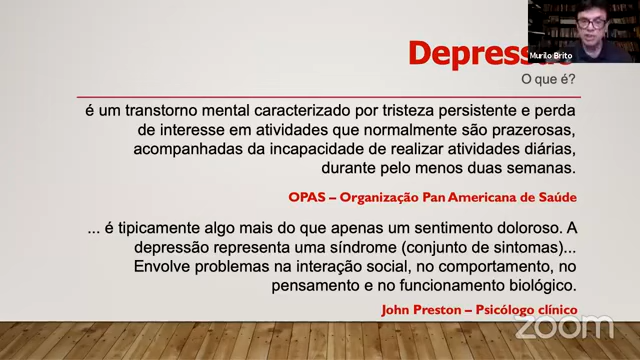 Murilo Brito
Depress
O que é?
é um transtorno mental caracterizado por tristeza persistente e perda
de interesse em atividades que normalmente são prazerosas,
acompanhadas da incapacidade de realizar atividades diárias,
durante pelo menos duas semanas.
OPAS – Organização Pan Americana de Saúde
... é tipicamente algo mais do que apenas um sentimento doloroso. A
depressão representa uma síndrome (conjunto de sintomas)...
Envolve problemas na interação social, no comportamento, no
pensamento e no funcionamento biológico.
John Preston – Psicólogo clínico
zoom